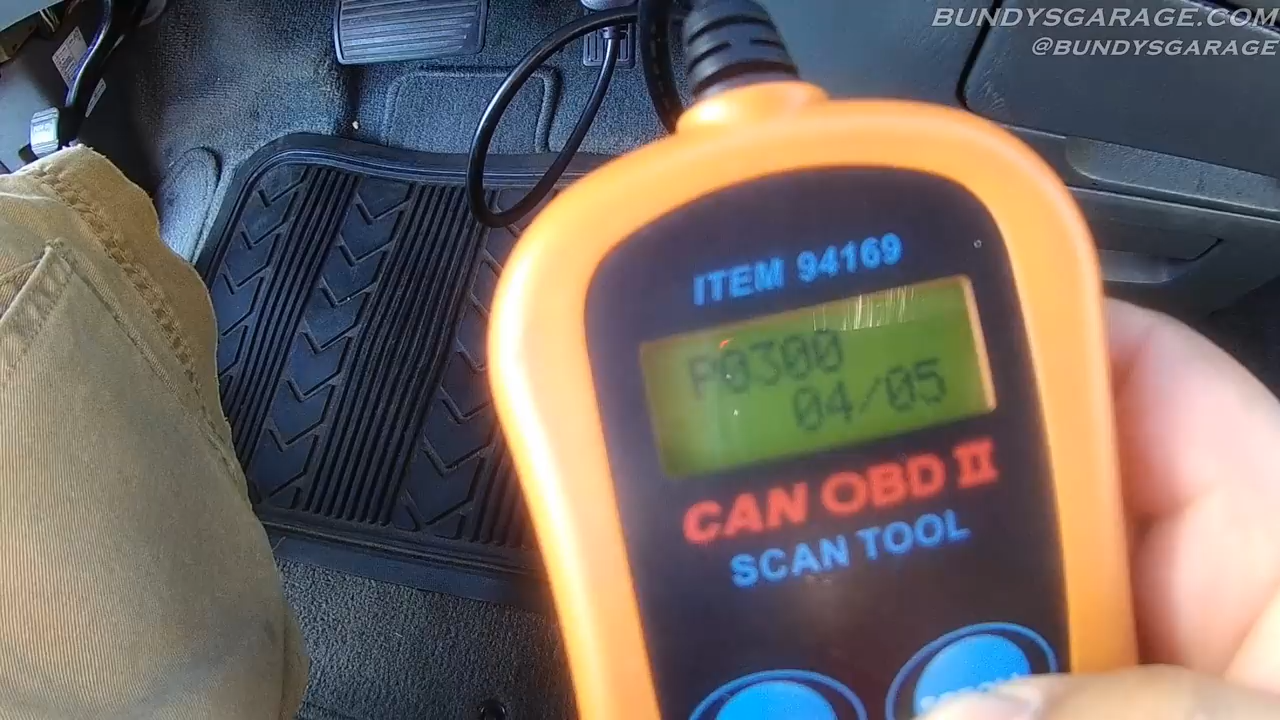 BUNDYSGARAGE.COM
@BUNDYSGARAGE
ITEM 94169
P0300
04/05
CAN OBD II
SCAN TOOL